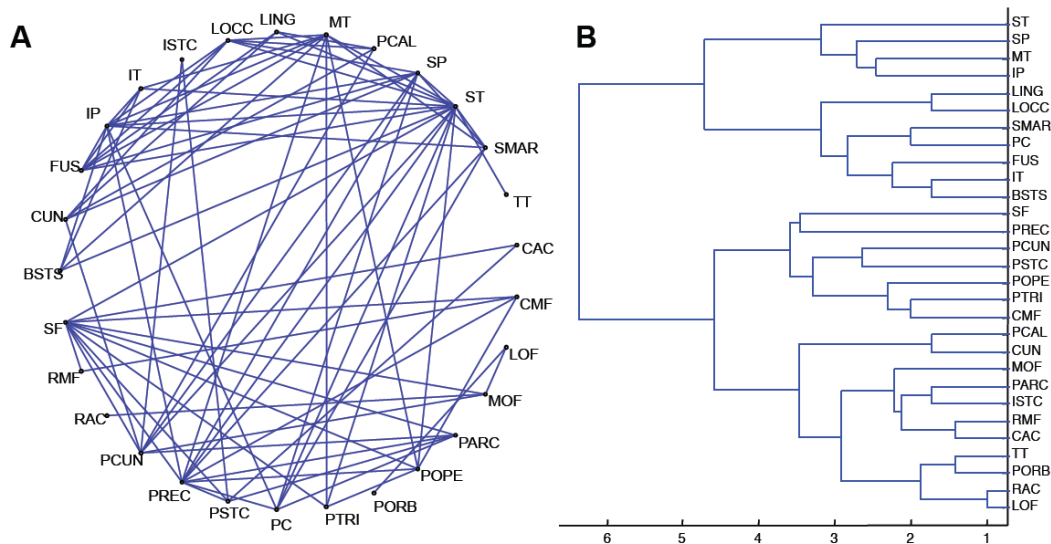 A
LING
MT
LOCC
PCAL
ISTC
SP
IT
ST
IP
SMAR
FUS
TT
CUN
CAC
BSTS
CMF
SF
LOF
RMF
MOF
RAC
PARC
PCUN
POPE
PREC
PORB
PSTC
PC
PTRI
B
ST
SP
MT
IP
LING
LOCC
SMAR
PC
FUS
IT
BSTS
SF
PREC
PCUN
PSTC
POPE
PTRI
CMF
PCAL
CUN
MOF
PARC
ISTC
RMF
CAC
TT
PORB
RAC
LOF
6 5 4 3 2 1